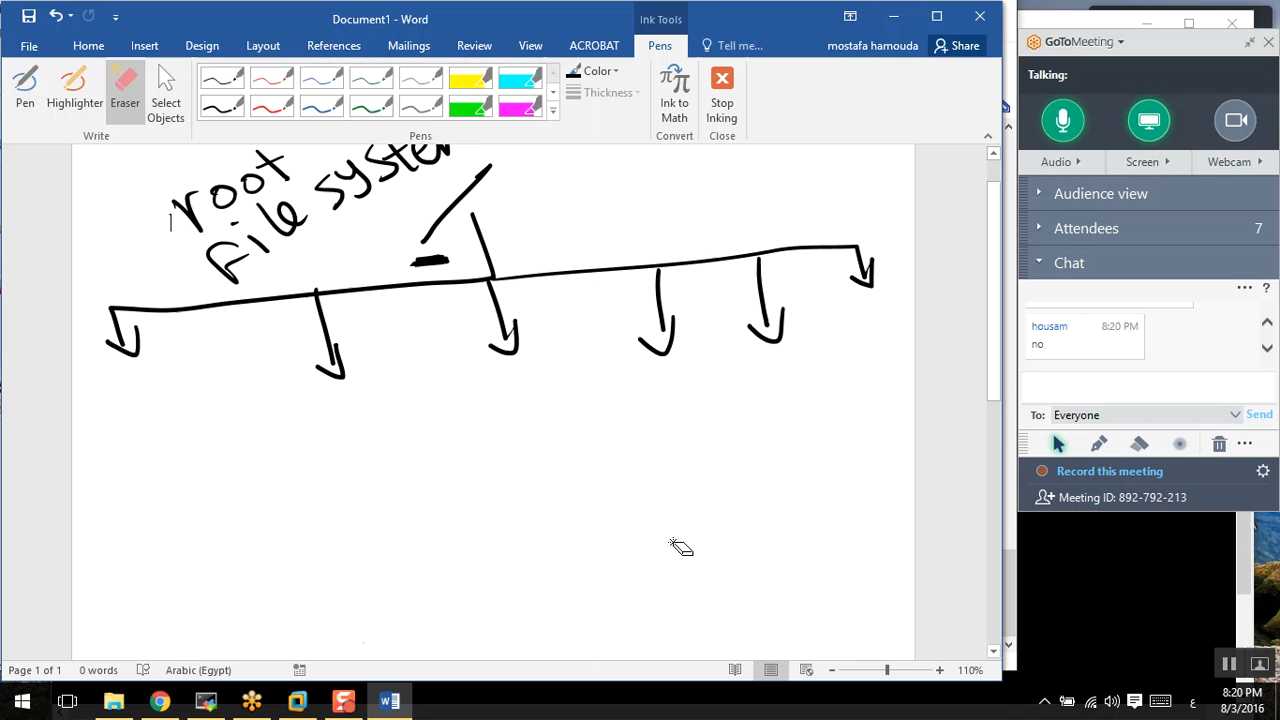 Document1 - Word
Ink Tools
GoToMeeting
File
Home
Insert
Design
Layout
References
Mailings
Review
View
ACROBAT
Pens
Tell me...
mostafa hamouda
Share
Talking:
Pen
Highlighter
Eraser
Select
Objects
Color
Thickness
Ink to
Math
Stop
Inking
Write
Pens
Convert
Close
Audio
Screen
Webcam
Audience view
Attendees
7
Chat
housam
8:20 PM
no
To:
Everyone
Send
Record this meeting
Meeting ID: 892-792-213
root
File system
Page 1 of 1
0 words
Arabic (Egypt)
110%
ع
8:20 PM
8/3/2016